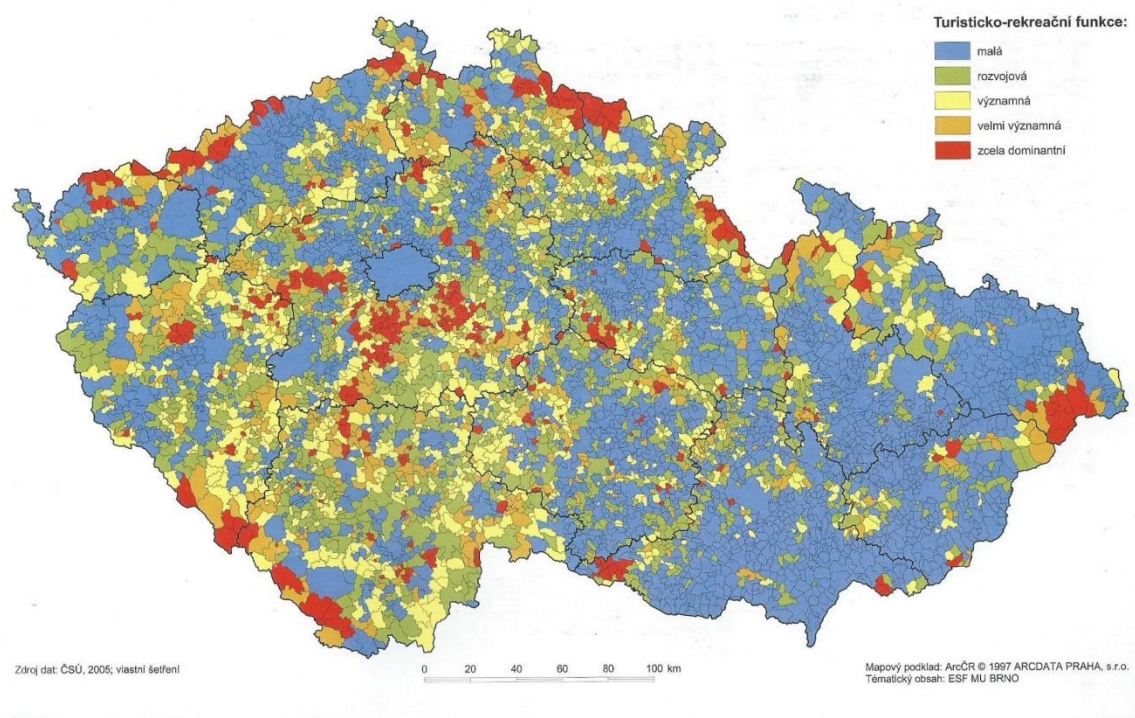 Turisticko-rekreační funkce:
malá
rozvojová
významná
velmi významná
zcela dominantní
Zdroj dat: ČSÚ, 2005; vlastní šetření
0 20 40 60 80 100 km
Mapový podklad: ArcČR © 1997 ARCDATA PRAHA, s.r.o.
Tématický obsah: ESF MU BRNO